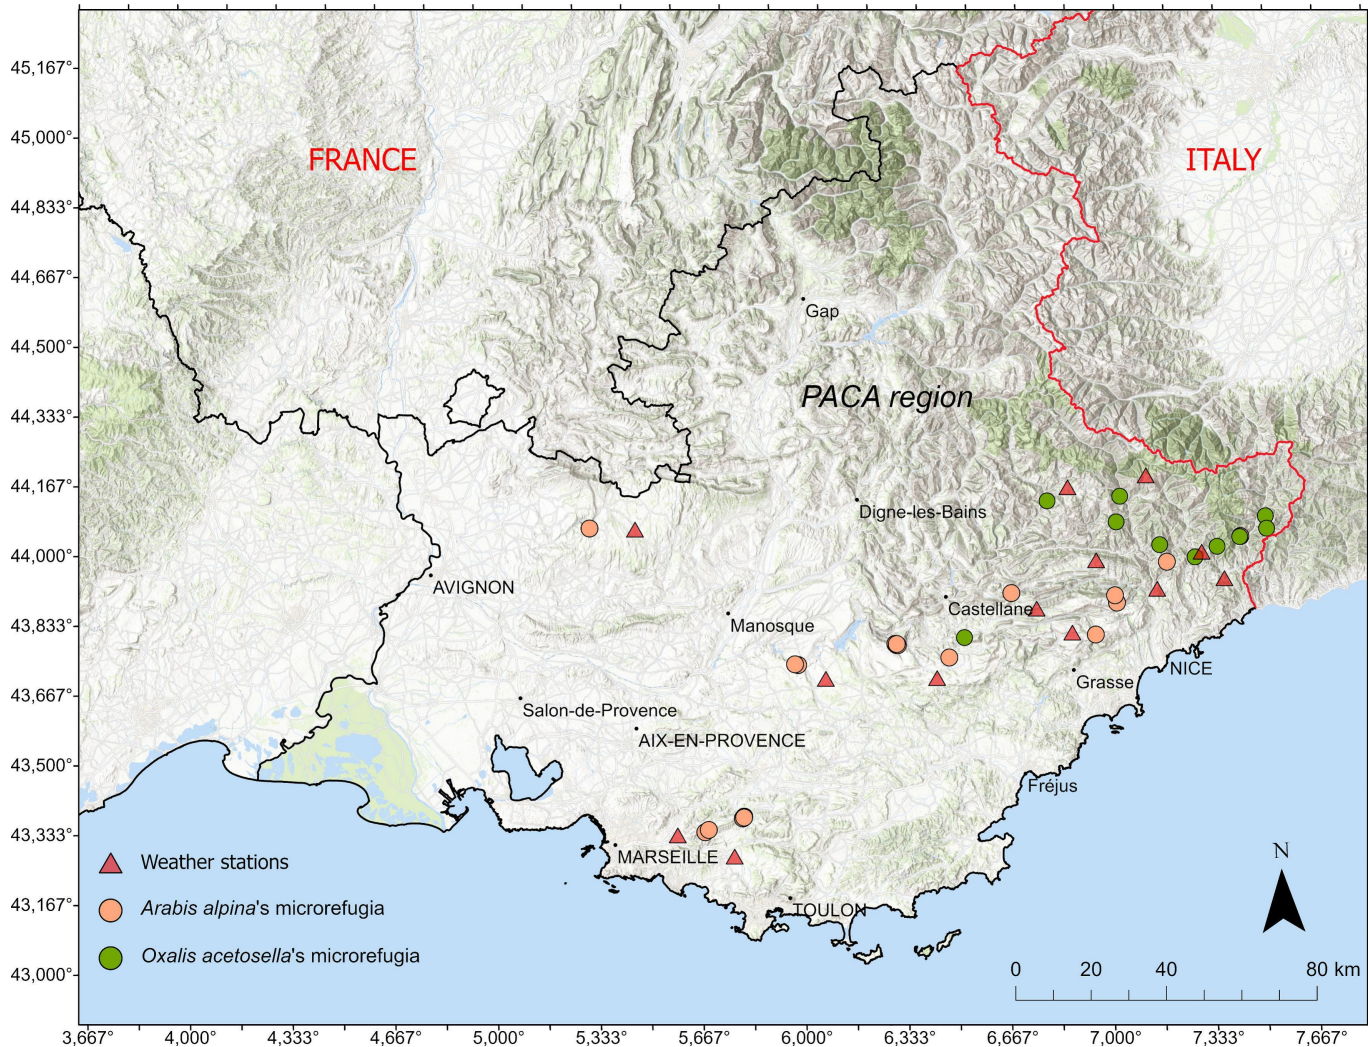 45,167°
45,000°
FRANCE
ITALY
44,833°
44,667°
Gap
44,500°
PACA region
44,333°
44,167°
Digne-les-Bains
44,000°
AVIGNON
Castellane
43,833°
Manosque
NICE
43,667°
Grasse
Salon-de-Provence
AIX-EN-PROVENCE
43,500°
Fréjus
43,333°
MARSEILLE
Weather stations
N
43,167°
TOULON
Arabis alpina's microrefugia
Oxalis acetosella's microrefugia
43,000°
0 20 40 80 km
3,667° 4,000° 4,333° 4,667° 5,000° 5,333° 5,667° 6,000° 6,333° 6,667° 7,000° 7,333° 7,667°